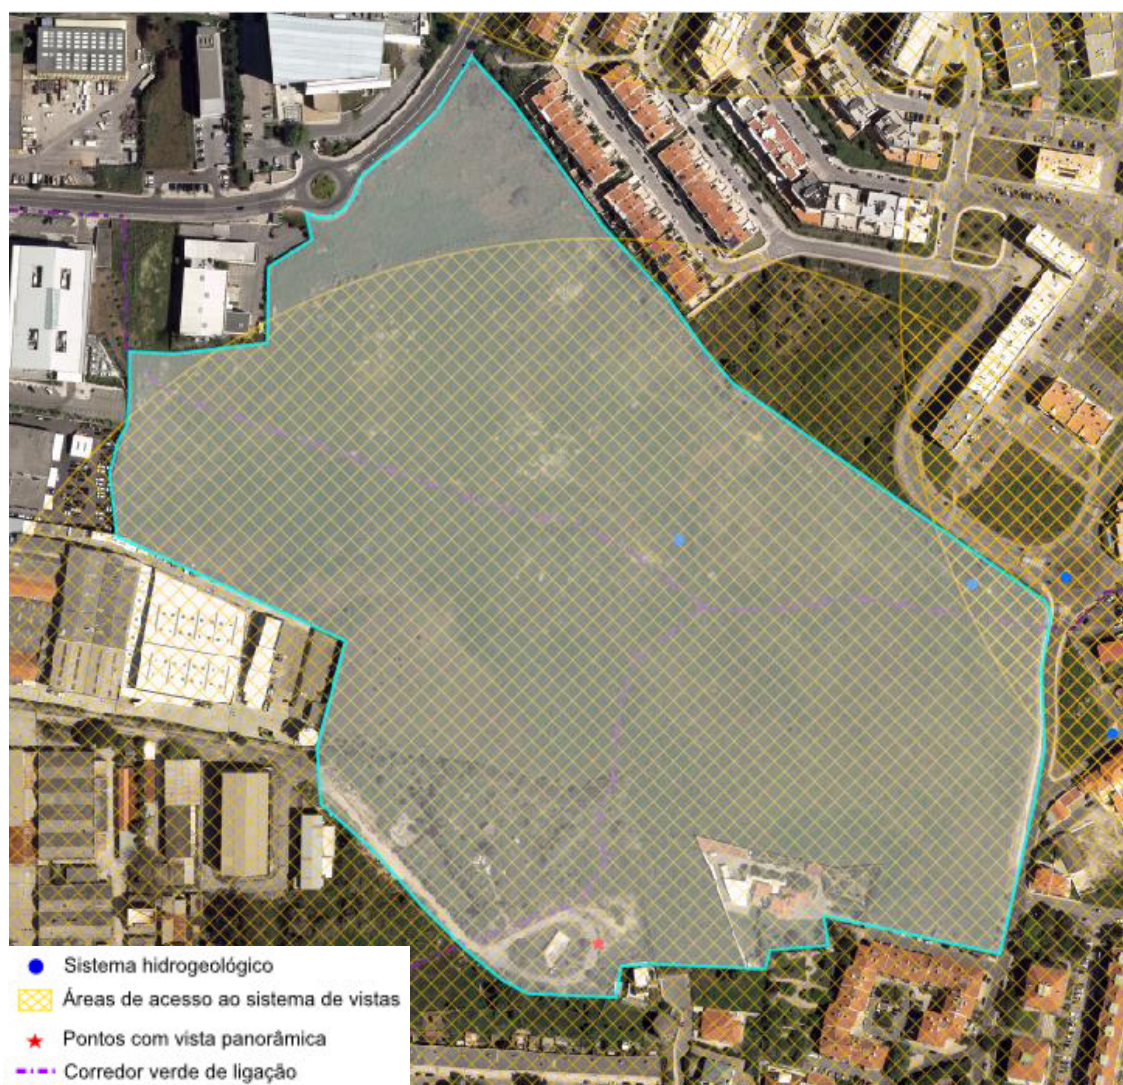 Sistema hidrogeológico
Áreas de acesso ao sistema de vistas
Pontos com vista panorâmica
Corredor verde de ligação